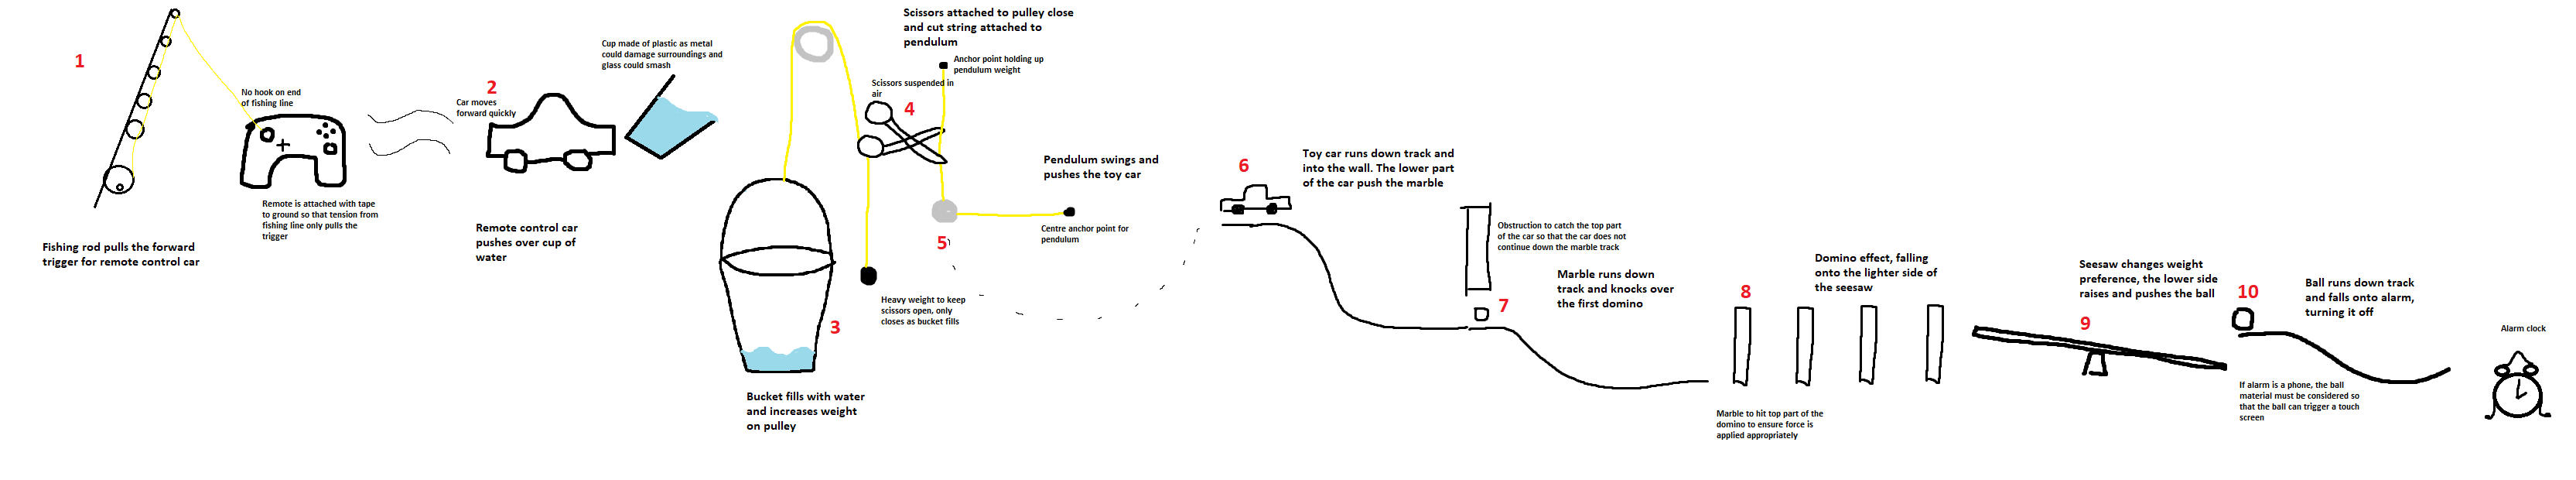 1
No hook on end
of fishing line
Remote is attached with tape
to ground so that tension from
fishing line only pulls the
trigger
Fishing rod pulls the forward
trigger for remote control car
2
Car moves
forward quickly
Cup made of plastic as metal
could damage surroundings and
glass could smash
Remote control car
pushes over cup of
water
3
Bucket fills with water
and increases weight
on pulley
Scissors attached to pulley close
and cut string attached to
pendulum
Anchor point holding up
pendulum weight
Scissors suspended in
air
4
Heavy weight to keep
scissors open, only
closes as bucket fills
5
Pendulum swings and
pushes the toy car
Centre anchor point for
pendulum
6
Toy car runs down track and
into the wall. The lower part
of the car push the marble
Obstruction to catch the top part
of the car so that the car does not
continue down the marble track
7
Marble runs down
track and knocks over
the first domino
8
Marble to hit top part of the
domino to ensure force is
applied appropriately
Domino effect, falling
onto the lighter side of
the seesaw
9
Seesaw changes weight
preference, the lower side
raises and pushes the ball
10
Ball runs down track
and falls onto alarm,
turning it off
If alarm is a phone, the ball
material must be considered so
that the ball can trigger a touch
screen
Alarm clock